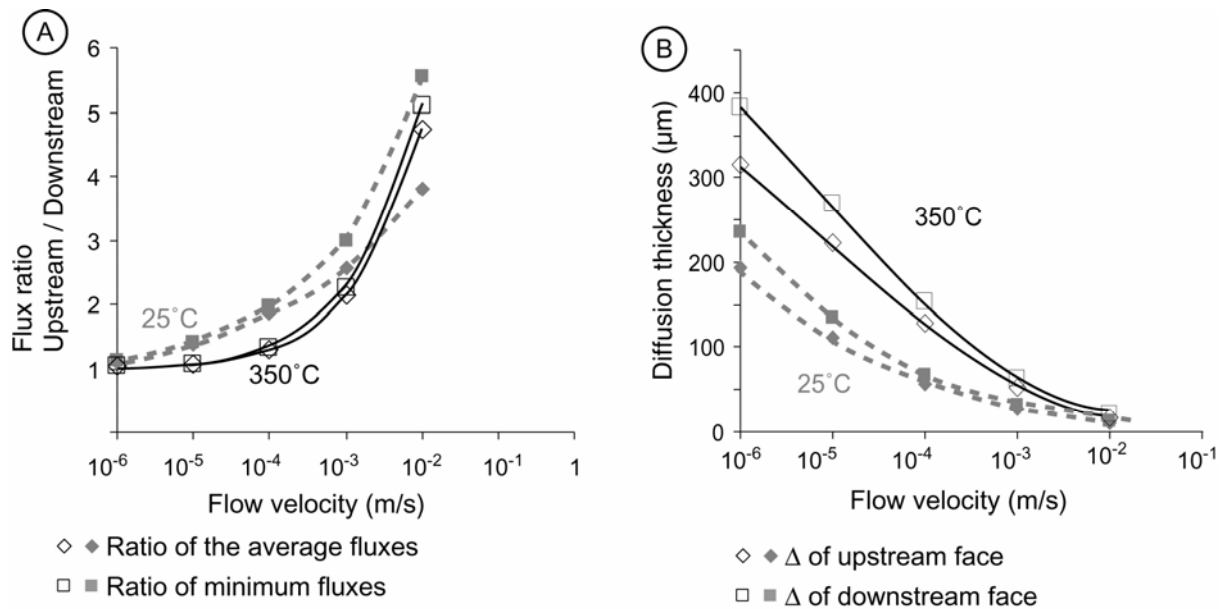 A
6
5
4
3
2
1
Flux ratio
Upstream / Downstream
25°C
350°C
10-6
10-5
10-4
10-3
10-2
10-1
1
Flow velocity (m/s)
Ratio of the average fluxes
Ratio of minimum fluxes
B
400
300
200
100
0
Diffusion thickness (µm)
350°C
25°C
10-6
10-5
10-4
10-3
10-2
10-1
Flow velocity (m/s)
Δ of upstream face
Δ of downstream face